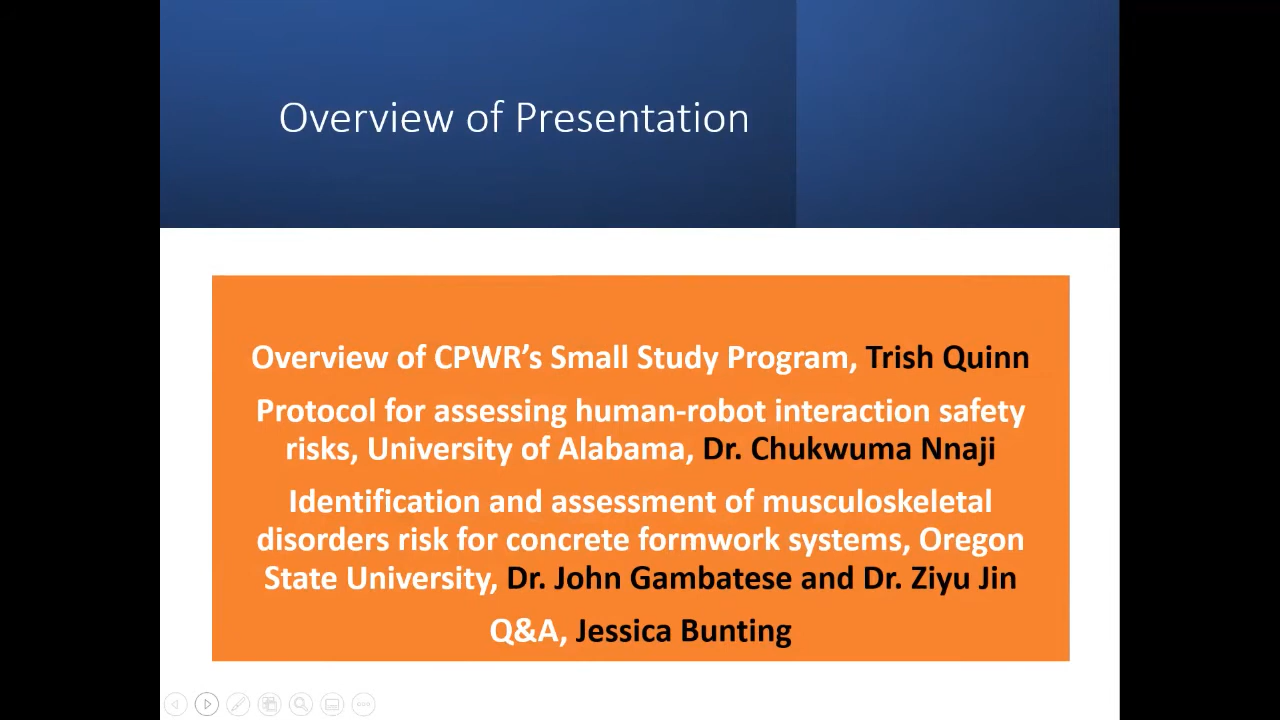 Overview of Presentation
Overview of CPWR’s Small Study Program, Trish Quinn
Protocol for assessing human-robot interaction safety
risks, University of Alabama, Dr. Chukwuma Nnaji
Identification and assessment of musculoskeletal
disorders risk for concrete formwork systems, Oregon
State University, Dr. John Gambatese and Dr. Ziyu Jin
Q&A, Jessica Bunting